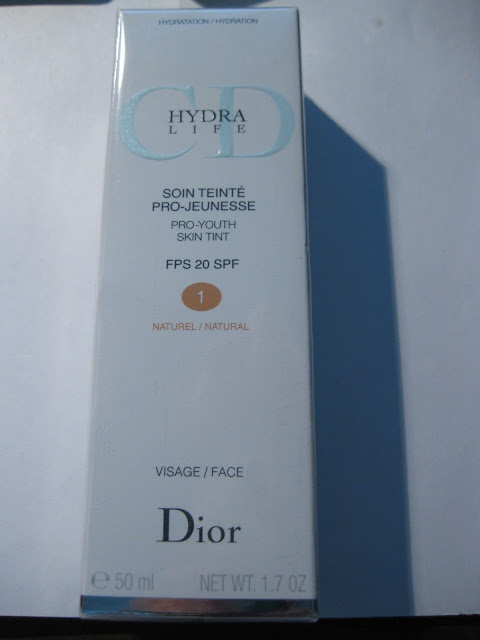 HYDRATATION / HYDRATION
CD
HYDRA
LIFE
SOIN TEINTÉ
PRO-JEUNESSE
PRO-YOUTH
SKIN TINT
FPS 20 SPF
1
NATUREL / NATURAL
VISAGE / FACE
Dior
℮ 50 ml NET WT. 1.7 OZ